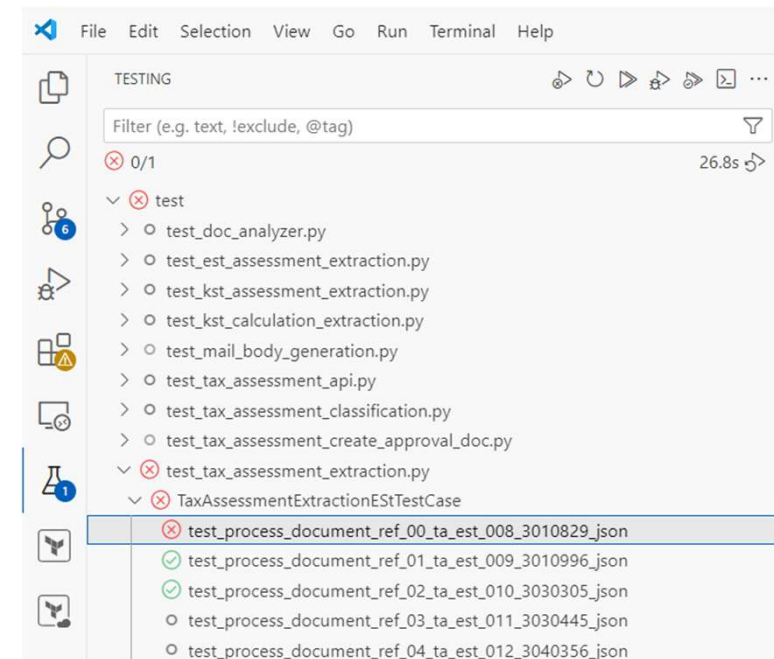 File Edit Selection View Go Run Terminal Help
TESTING
Filter (e.g. text, !exclude, @tag)
0/1 26.8s
test
test_doc_analyzer.py
test_est_assessment_extraction.py
6
test_kst_assessment_extraction.py
test_kst_calculation_extraction.py
test_mail_body_generation.py
test_tax_assessment_api.py
test_tax_assessment_classification.py
test_tax_assessment_create_approval_doc.py
test_tax_assessment_extraction.py
1
TaxAssessmentExtractionEStTestCase
test_process_document_ref_00_ta_est_008_3010829_json
test_process_document_ref_01_ta_est_009_3010996_json
test_process_document_ref_02_ta_est_010_3030305_json
test_process_document_ref_03_ta_est_011_3030445_json
test_process_document_ref_04_ta_est_012_3040356_json